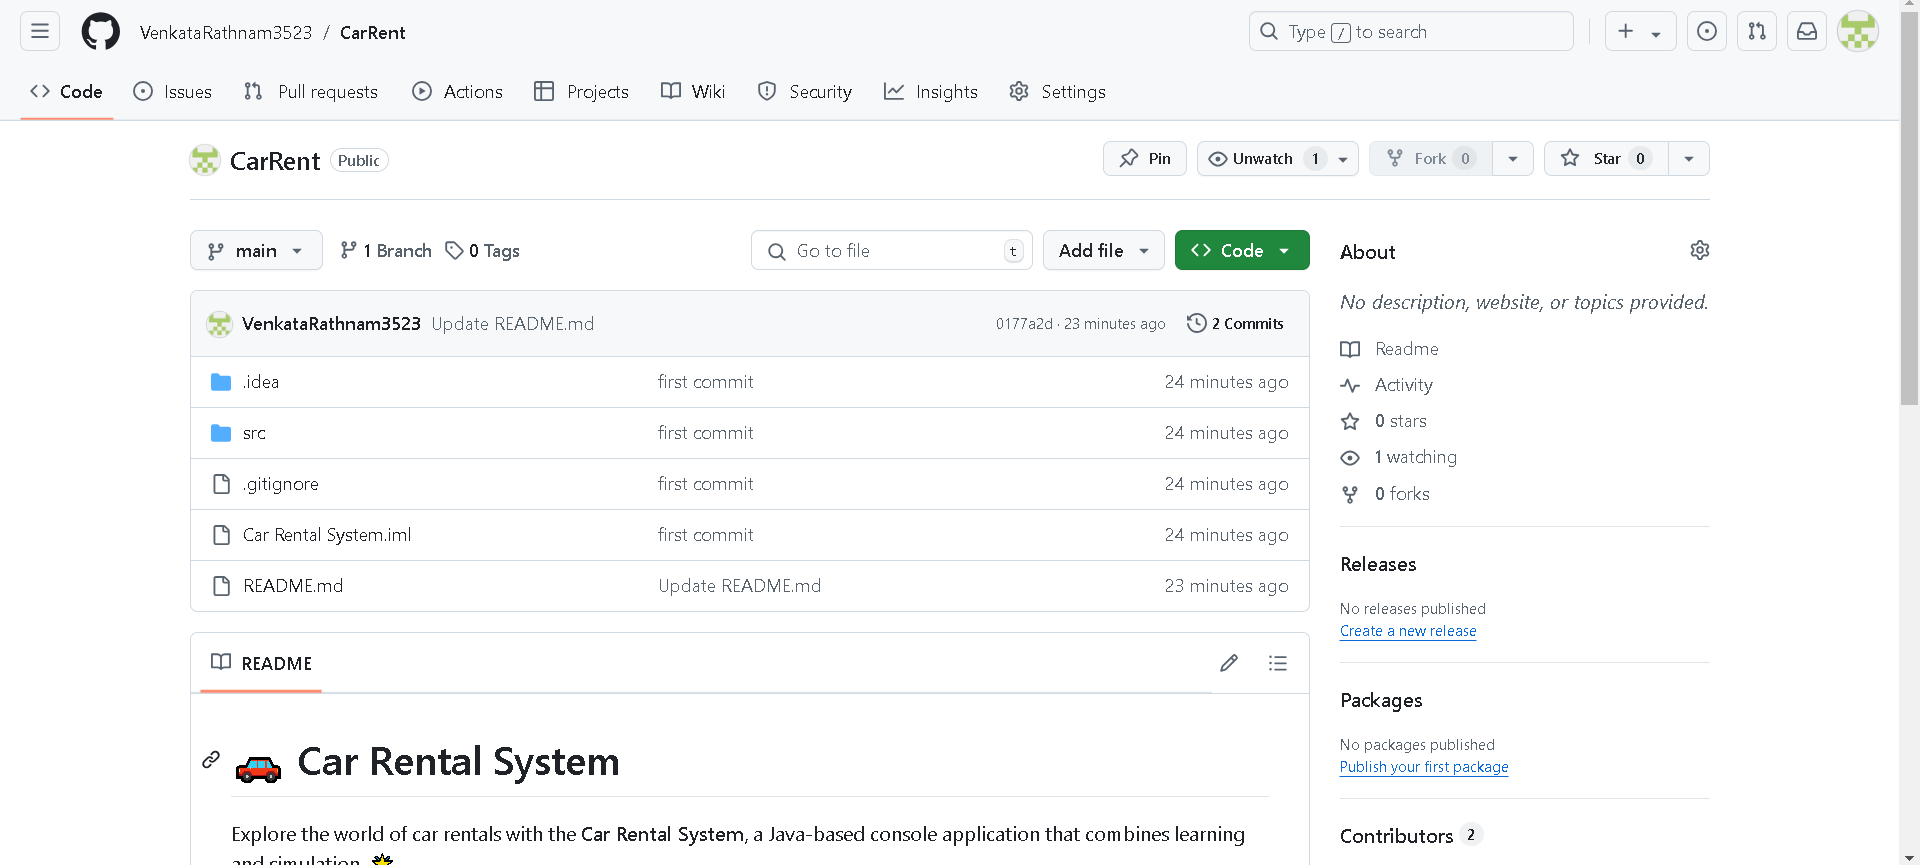 VenkataRathnam3523 / CarRent
Type / to search
Code Issues Pull requests Actions Projects Wiki Security Insights Settings
CarRent Public
Pin Unwatch 1 Fork 0 Star 0
main 1 Branch 0 Tags Go to file t Add file Code
VenkataRathnam3523 Update README.md 0177a2d · 23 minutes ago 2 Commits
.idea first commit 24 minutes ago
src first commit 24 minutes ago
.gitignore first commit 24 minutes ago
Car Rental System.iml first commit 24 minutes ago
README.md Update README.md 23 minutes ago
README
Car Rental System
Explore the world of car rentals with the Car Rental System, a Java-based console application that combines learning
and simulation.
About
No description, website, or topics provided.
Readme
Activity
0 stars
1 watching
0 forks
Releases
No releases published
Create a new release
Packages
No packages published
Publish your first package
Contributors 2